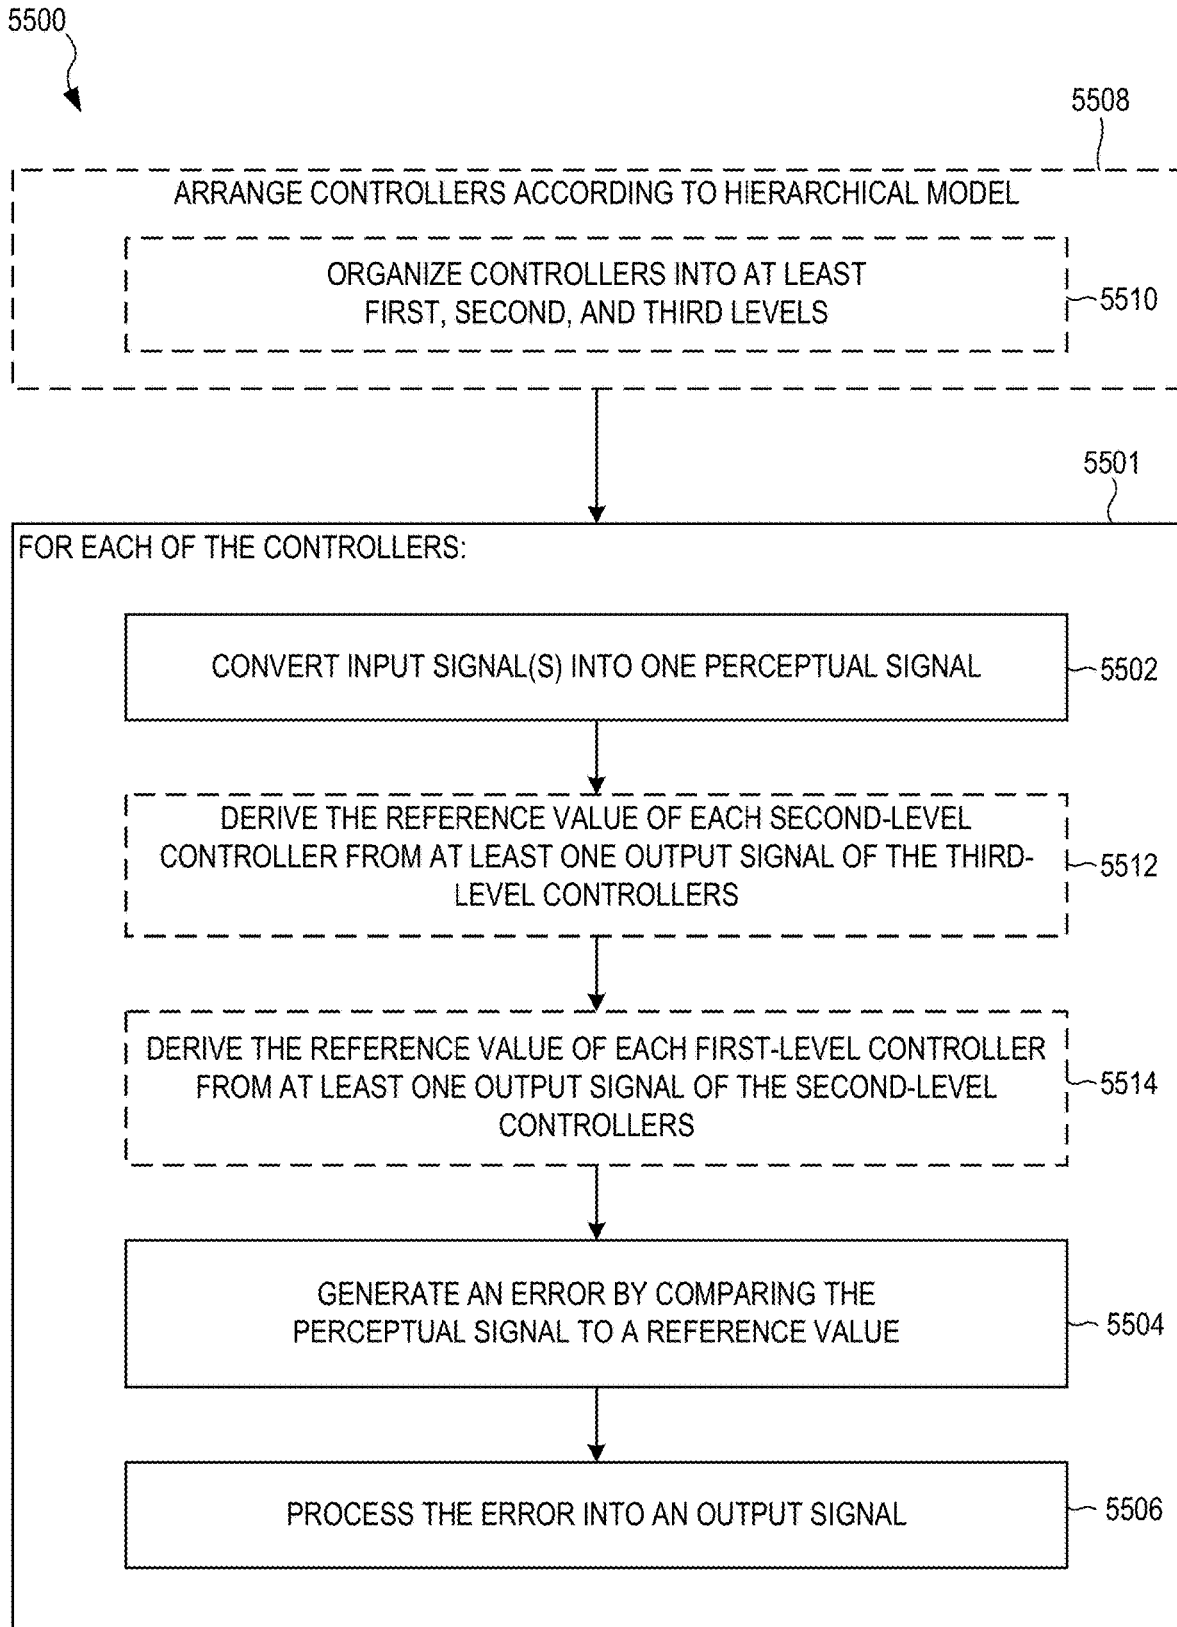 5500
5508
ARRANGE CONTROLLERS ACCORDING TO HIERARCHICAL MODEL
ORGANIZE CONTROLLERS INTO AT LEAST
FIRST, SECOND, AND THIRD LEVELS
5510
5501
FOR EACH OF THE CONTROLLERS:
CONVERT INPUT SIGNAL(S) INTO ONE PERCEPTUAL SIGNAL
5502
DERIVE THE REFERENCE VALUE OF EACH SECOND-LEVEL
CONTROLLER FROM AT LEAST ONE OUTPUT SIGNAL OF THE THIRD-
LEVEL CONTROLLERS
5512
DERIVE THE REFERENCE VALUE OF EACH FIRST-LEVEL CONTROLLER
FROM AT LEAST ONE OUTPUT SIGNAL OF THE SECOND-LEVEL
CONTROLLERS
5514
GENERATE AN ERROR BY COMPARING THE
PERCEPTUAL SIGNAL TO A REFERENCE VALUE
5504
PROCESS THE ERROR INTO AN OUTPUT SIGNAL
5506